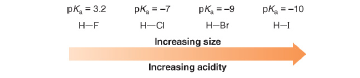 pKa = 3.2 pKa = –7 pKa = –9 pKa = –10
H—F H—Cl H—Br H—I
Increasing size
Increasing acidity